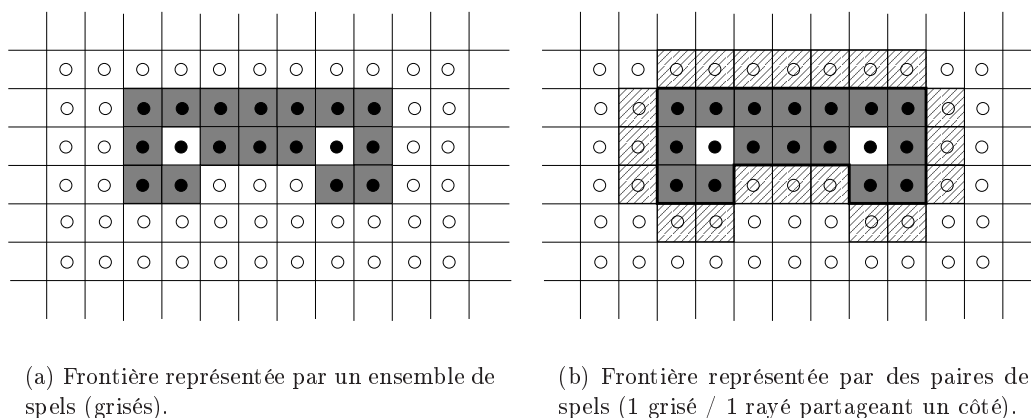 (a) Frontière représentée par un ensemble de
spels (grisés).
(b) Frontière représentée par des paires de
spels (1 grisé / 1 rayé partageant un côté).